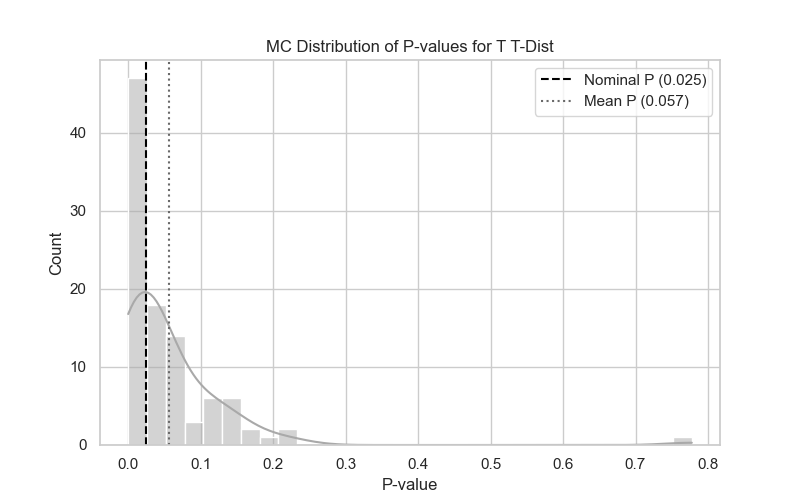 MC Distribution of P-values for T T-Dist
Nominal P (0.025)
Mean P (0.057)
Count
40
30
20
10
0
0.0 0.1 0.2 0.3 0.4 0.5 0.6 0.7 0.8
P-value